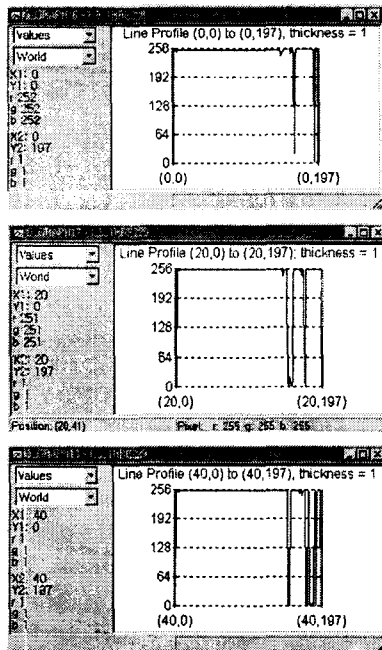 Line Profile (0,0) to (0,197), thickness = 1
Values
World
X1: 0
Y1: 0
r 252
g 252
b 252
X2: 0
Y2: 197
r 1
g 1
b 1
256
192
128
64
0
(0,0)
(0,197)
Line Profile (20,0) to (20,197), thickness = 1
Values
World
X1: 20
Y1: 0
r 251
g 251
b 251
X2: 20
Y2: 197
r 1
g 1
b 1
256
192
128
64
0
(20,0)
(20,197)
Position: (20,41)
Pixel: r: 255 g: 255 b: 255
Line Profile (40,0) to (40,197), thickness = 1
Values
World
X1: 40
Y1: 0
r 1
g 1
b 1
X2: 40
Y2: 197
r 1
g 1
b 1
256
192
128
64
0
(40,0)
(40,197)